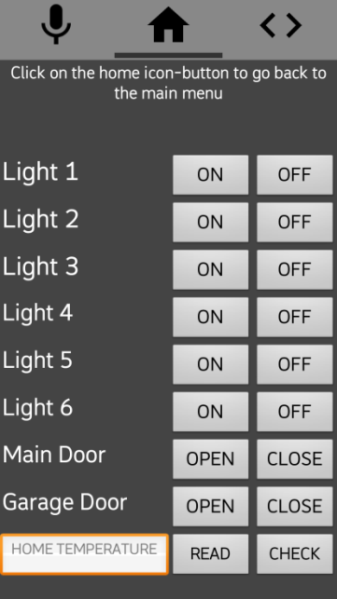 Click on the home icon-button to go back to
the main menu
Light 1 ON OFF
Light 2 ON OFF
Light 3 ON OFF
Light 4 ON OFF
Light 5 ON OFF
Light 6 ON OFF
Main Door OPEN CLOSE
Garage Door OPEN CLOSE
HOME TEMPERATURE READ CHECK